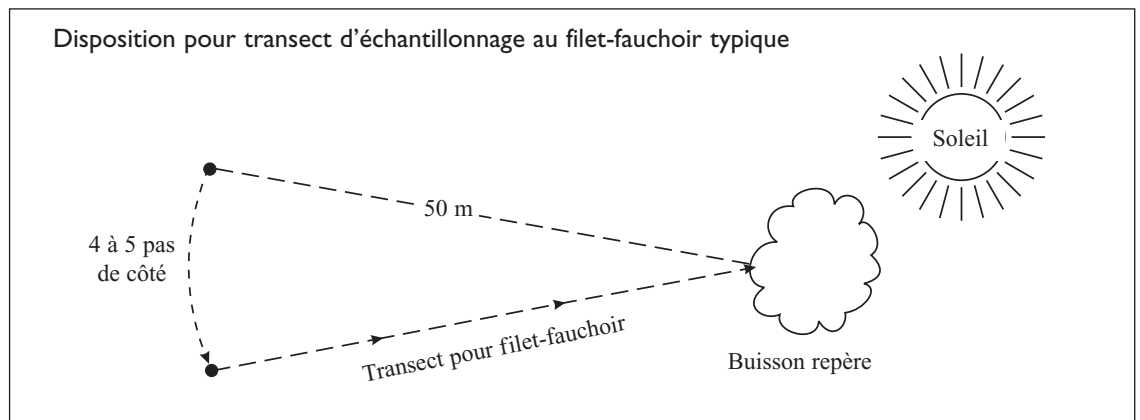 Disposition pour transect d'échantillonnage au filet-fauchoir typique
Soleil
50 m
4 à 5 pas
de côté
Transect pour filet-fauchoir
Buisson repère